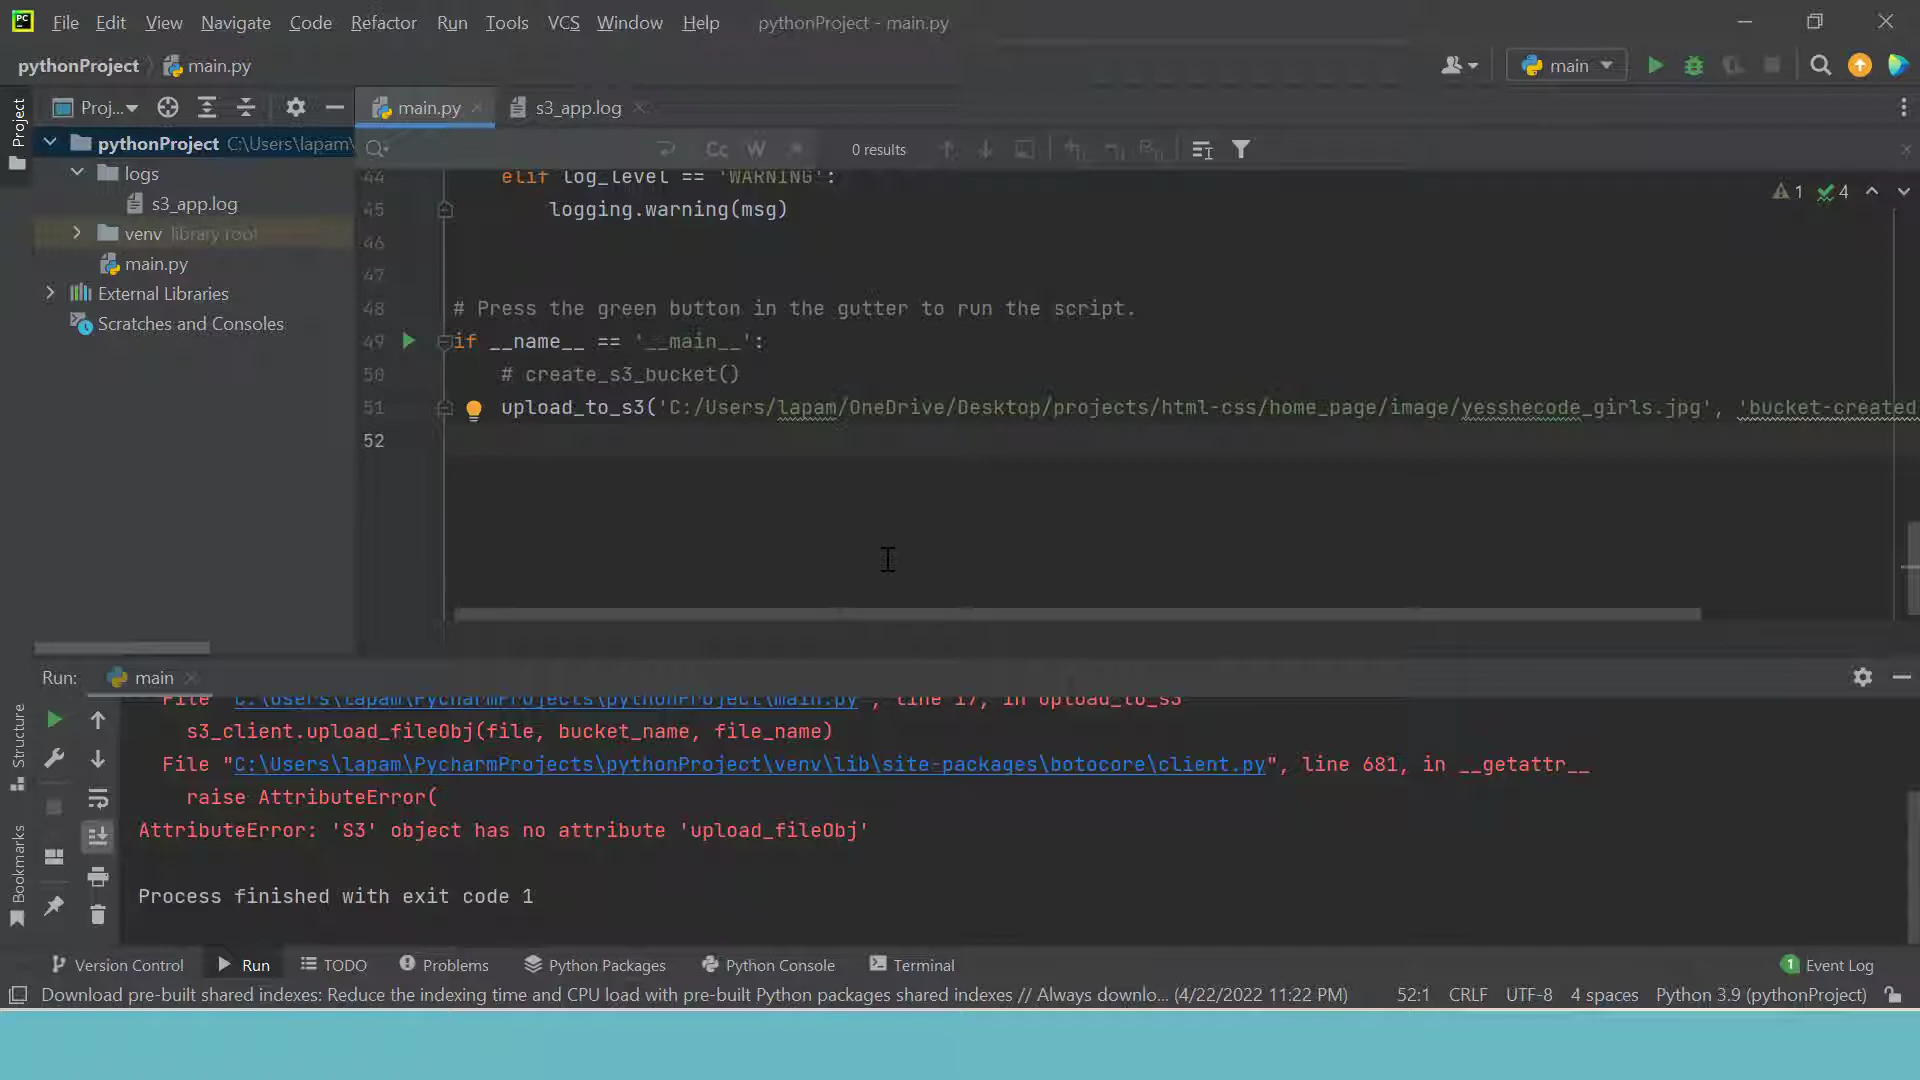 PC File Edit View Navigate Code Refactor Run Tools VCS Window Help pythonProject - main.py
pythonProject main.py main
Project Proj... main.py s3_app.log
pythonProject C:\Users\lapam\
Cc W 0 results
logs
s3_app.log
venv library root
main.py
External Libraries
Scratches and Consoles
44 elif log_level == 'WARNING':
1 4
45 logging.warning(msg)
46
47
48 # Press the green button in the gutter to run the script.
49 if __name__ == '__main__':
50 # create_s3_bucket()
51 upload_to_s3('C:/Users/lapam/OneDrive/Desktop/projects/html-css/home_page/image/yesshecode_girls.jpg', 'bucket-created
52
Run: main
File "C:\Users\lapam\PycharmProjects\pythonProject\main.py", line 17, in upload_to_s3
s3_client.upload_fileObj(file, bucket_name, file_name)
File "C:\Users\lapam\PycharmProjects\pythonProject\venv\lib\site-packages\botocore\client.py", line 681, in __getattr__
raise AttributeError(
AttributeError: 'S3' object has no attribute 'upload_fileObj'
Process finished with exit code 1
Structure
Bookmarks
Version Control Run TODO Problems Python Packages Python Console Terminal 1 Event Log
Download pre-built shared indexes: Reduce the indexing time and CPU load with pre-built Python packages shared indexes // Always downlo... (4/22/2022 11:22 PM) 52:1 CRLF UTF-8 4 spaces Python 3.9 (pythonProject)